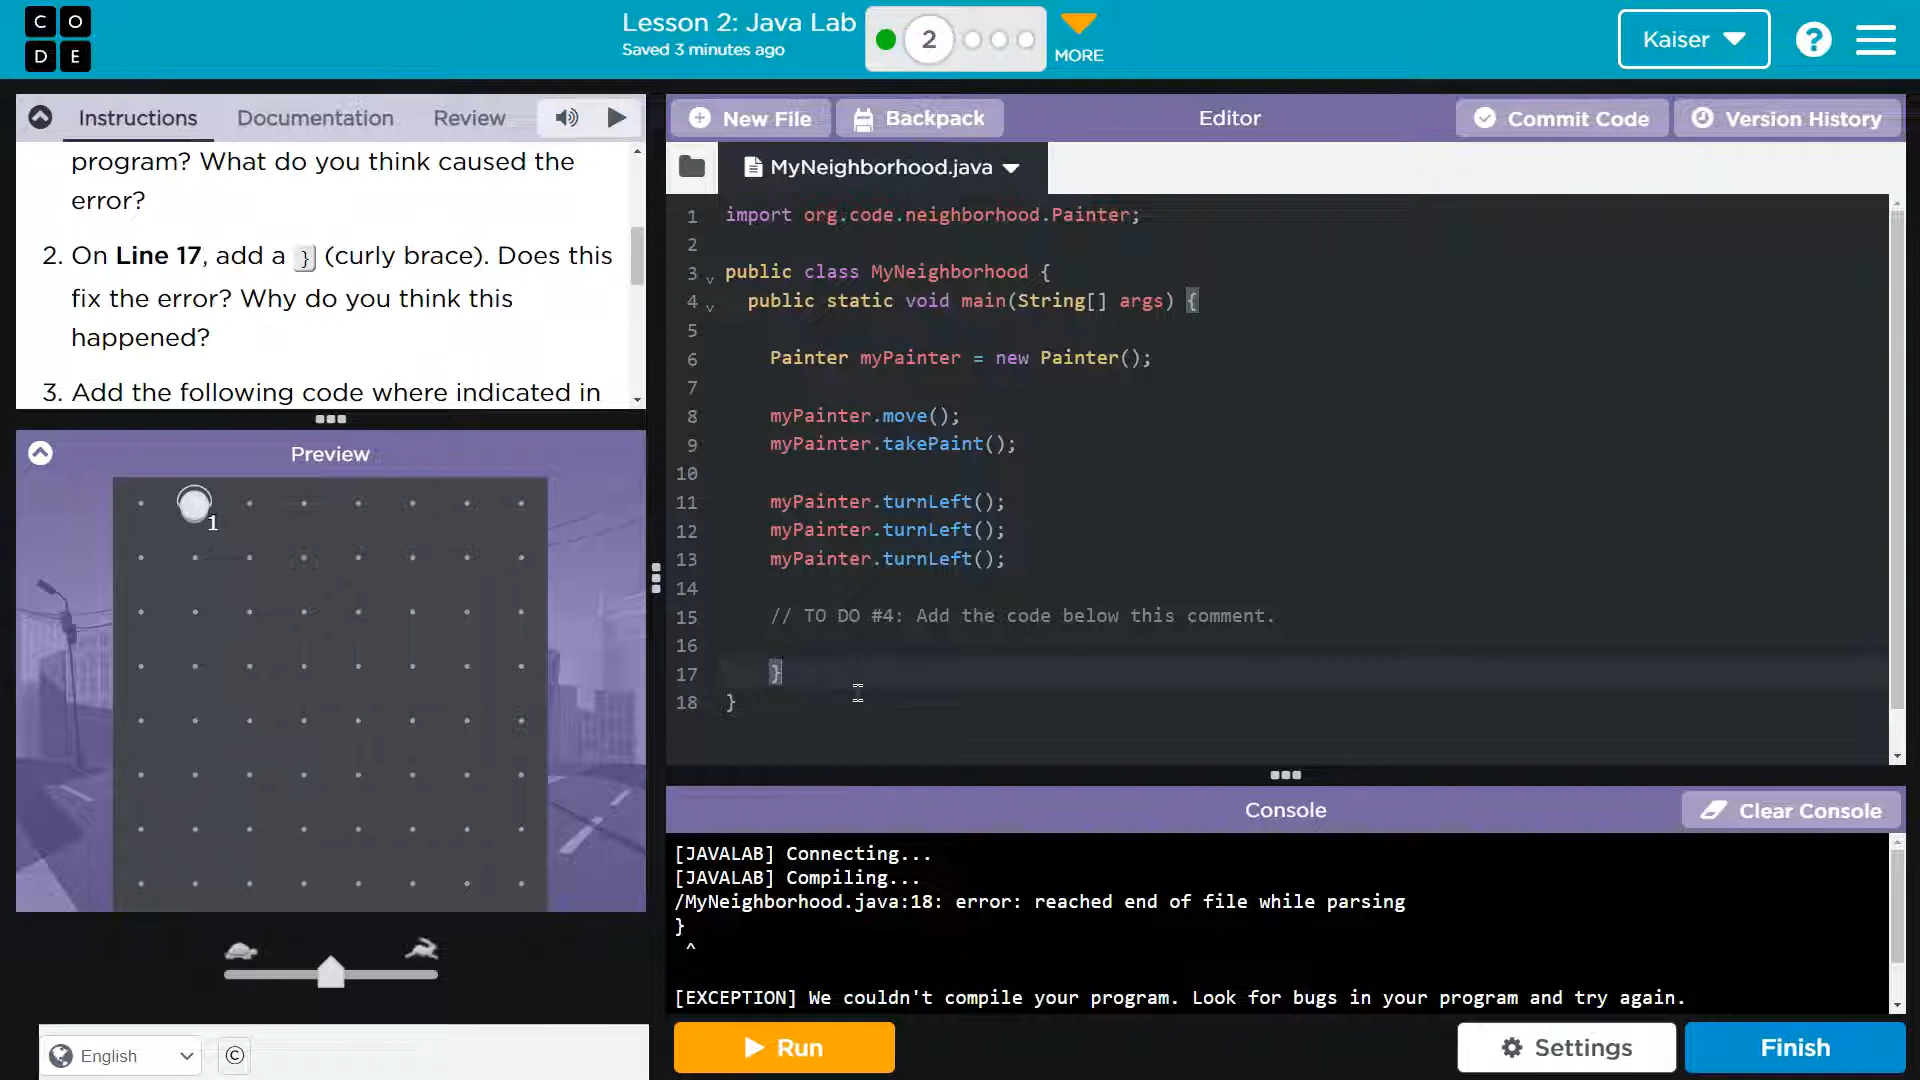 C O
D E
Lesson 2: Java Lab
Saved 3 minutes ago
2
MORE
Kaiser
?
Instructions
Documentation
Review
program? What do you think caused the
error?
2. On Line 17, add a } (curly brace). Does this
fix the error? Why do you think this
happened?
3. Add the following code where indicated in
Preview
1
English
©
New File
Backpack
Editor
Commit Code
Version History
MyNeighborhood.java
1 import org.code.neighborhood.Painter;
2
3 public class MyNeighborhood {
4 public static void main(String[] args) {
5
6 Painter myPainter = new Painter();
7
8 myPainter.move();
9 myPainter.takePaint();
10
11 myPainter.turnLeft();
12 myPainter.turnLeft();
13 myPainter.turnLeft();
14
15 // TO DO #4: Add the code below this comment.
16
17 }
18 }
Console
Clear Console
[JAVALAB] Connecting...
[JAVALAB] Compiling...
/MyNeighborhood.java:18: error: reached end of file while parsing
}
^
[EXCEPTION] We couldn't compile your program. Look for bugs in your program and try again.
Run
Settings
Finish